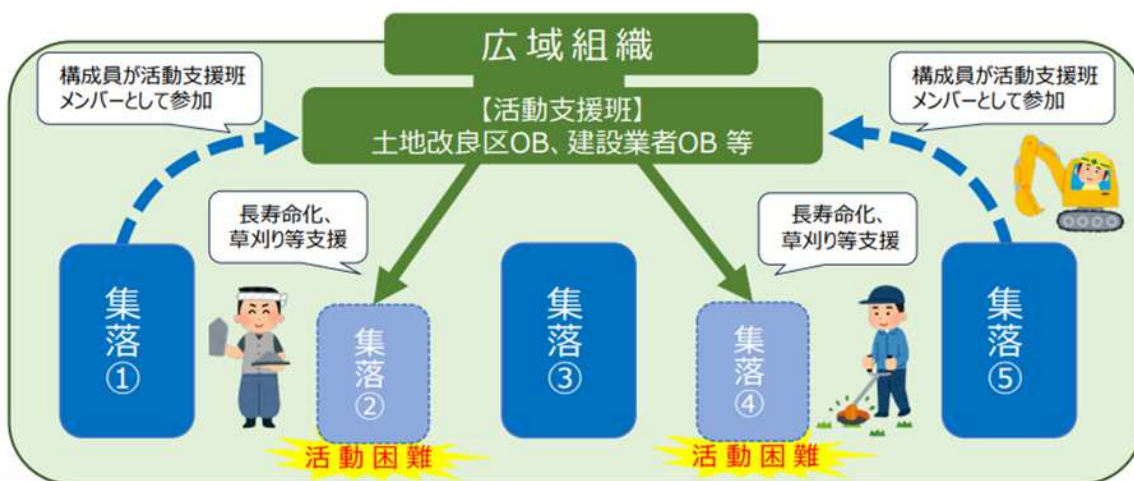 広域組織
【活動支援班】
土地改良区OB、建設業者OB 等
構成員が活動支援班
メンバーとして参加
構成員が活動支援班
メンバーとして参加
長寿命化、
草刈り等支援
長寿命化、
草刈り等支援
集落①
集落②
集落③
集落④
集落⑤
活動困難
活動困難